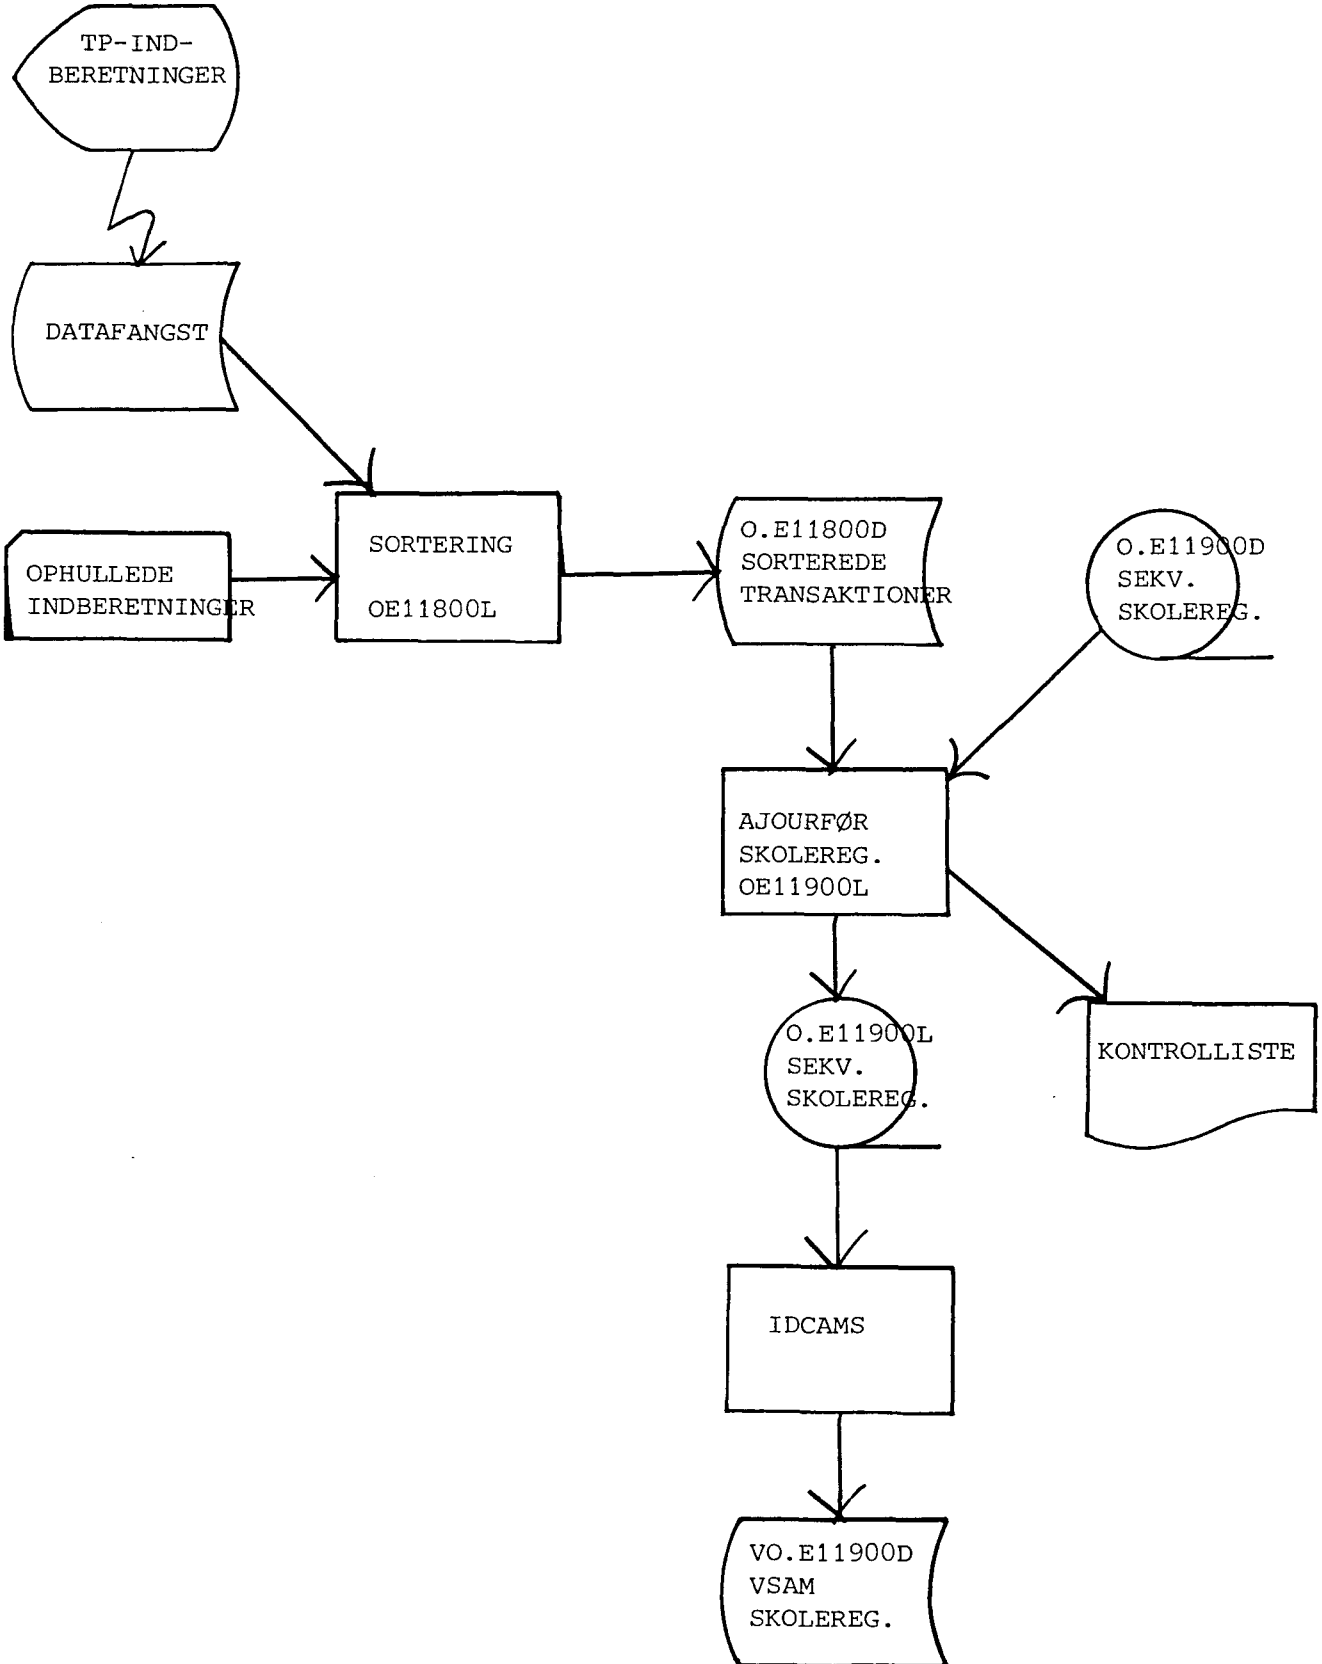 TP-IND-
BERETNINGER
DATAFANGST
OPHULLEDE
INDBERETNINGER
SORTERING
OE11800L
O.E11800D
SORTEREDE
TRANSAKTIONER
O.E11900D
SEKV.
SKOLEREG.
AJOURFØR
SKOLEREG.
OE11900L
O.E11900L
SEKV.
SKOLEREG.
KONTROLLISTE
IDCAMS
VO.E11900D
VSAM
SKOLEREG.